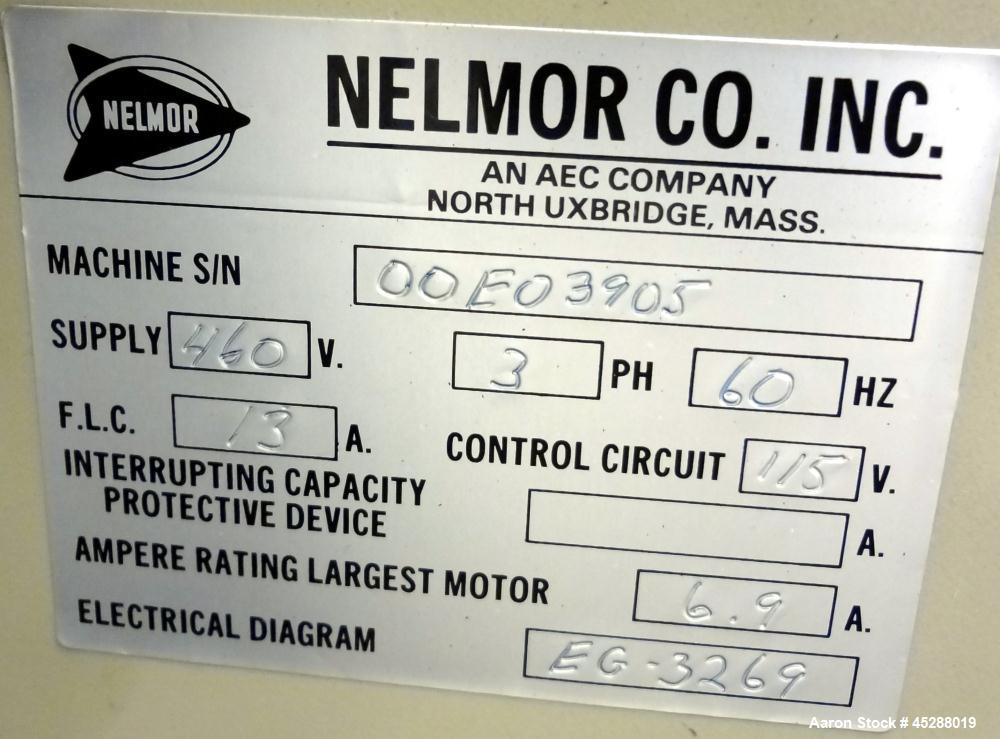 NELMOR
NELMOR CO. INC.
AN AEC COMPANY
NORTH UXBRIDGE, MASS.
MACHINE S/N 00E03905
SUPPLY 460 V. 3 PH 60 HZ
F.L.C. 13 A. CONTROL CIRCUIT 115 V.
INTERRUPTING CAPACITY
PROTECTIVE DEVICE A.
AMPERE RATING LARGEST MOTOR 6.9 A.
ELECTRICAL DIAGRAM EG-3269
Aaron Stock # 45288019